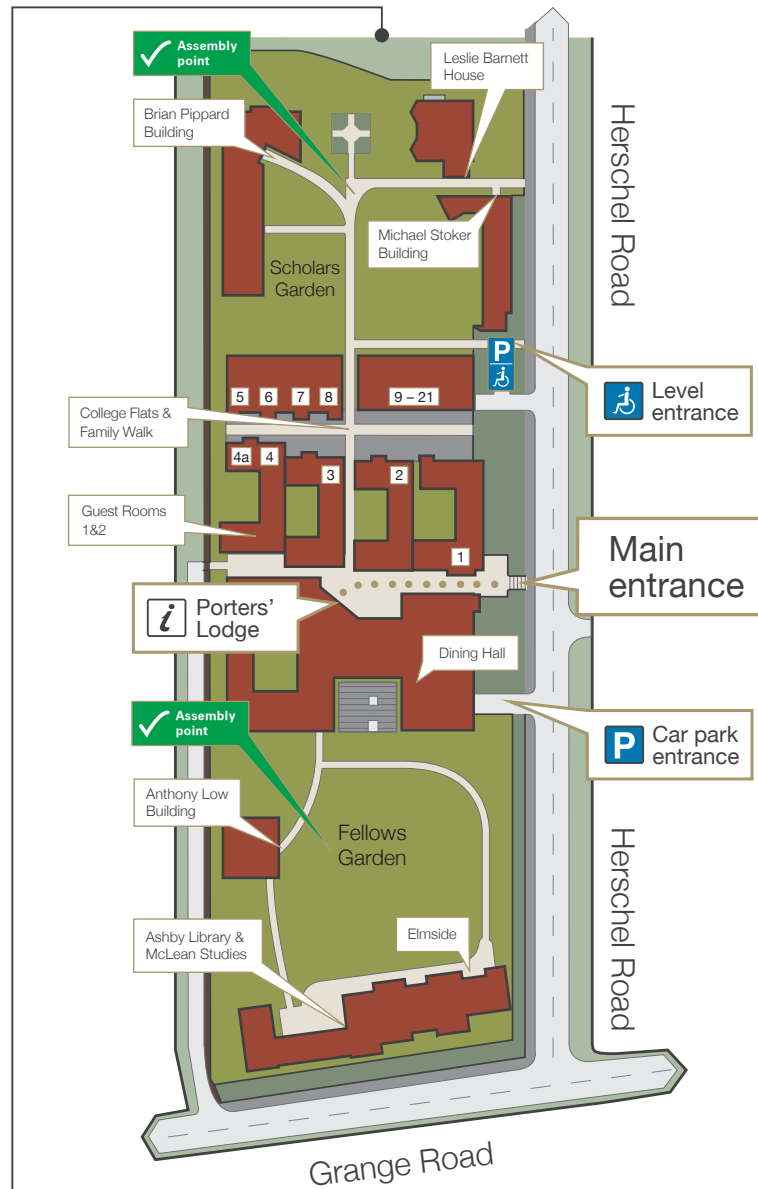 Assembly
point
Leslie Barnett
House
Brian Pippard
Building
Herschel Road
Michael Stoker
Building
Scholars
Garden
P
Level
entrance
5
6
7
8
9 – 21
College Flats &
Family Walk
4a
4
3
2
Guest Rooms
1&2
1
Main
entrance
i
Porters'
Lodge
Dining Hall
Assembly
point
P
Car park
entrance
Anthony Low
Building
Fellows
Garden
Herschel Road
Ashby Library &
McLean Studies
Elmside
Grange Road